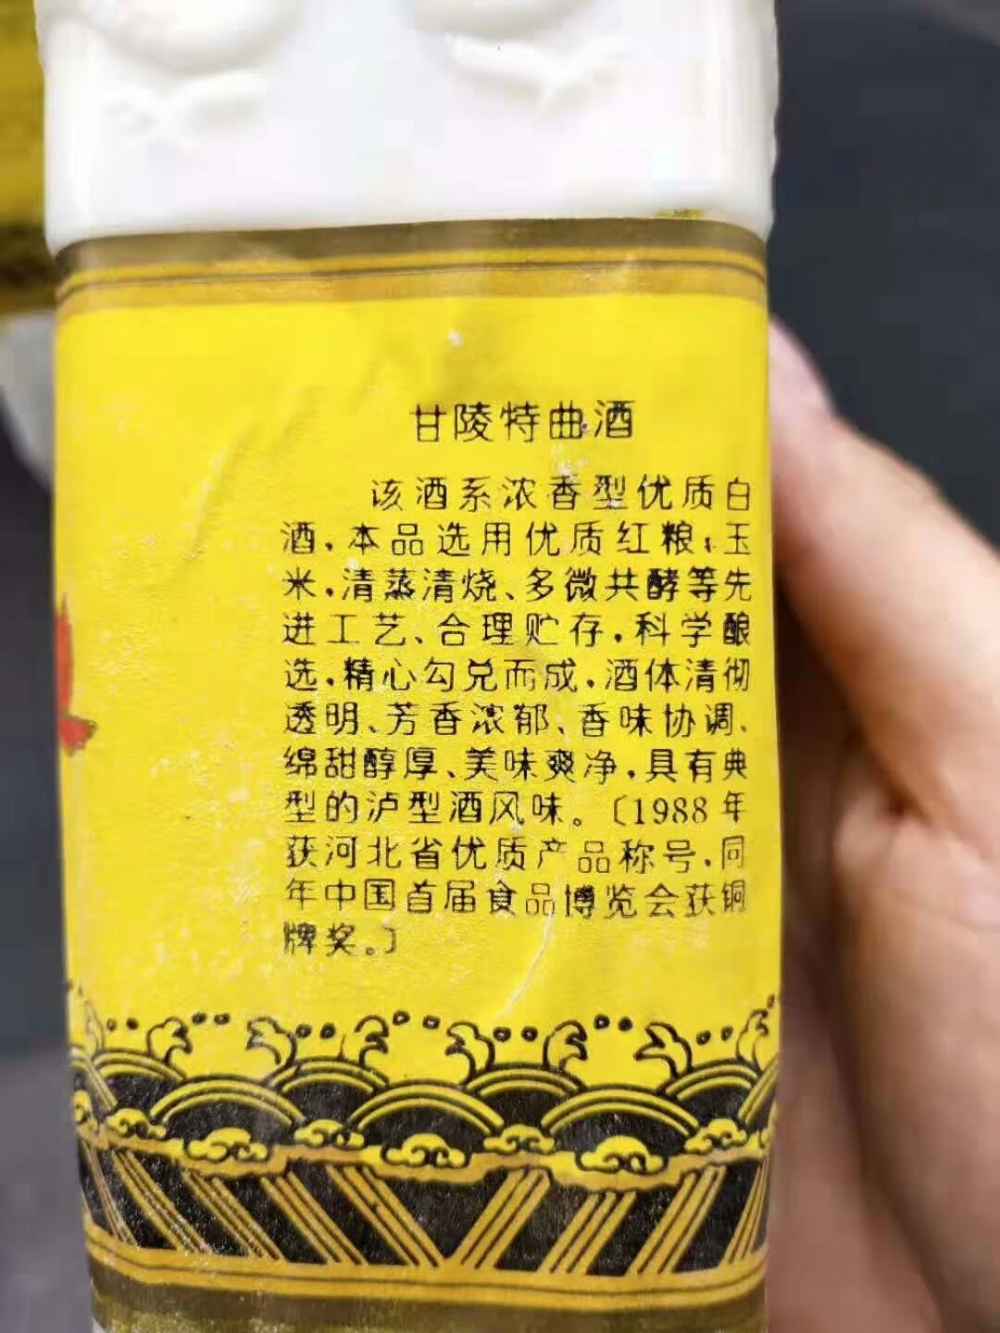 甘陵特曲酒
该酒系浓香型优质白
酒,本品选用优质红粮、玉
米,清蒸清烧、多微共酵等先
进工艺、合理贮存,科学酿
选,精心勾兑而成,酒体清彻
透明、芳香浓郁、香味协调、
绵甜醇厚、美味爽净,具有典
型的泸型酒风味。〔1988年
获河北省优质产品称号,同
年中国首届食品博览会获铜
牌奖。〕